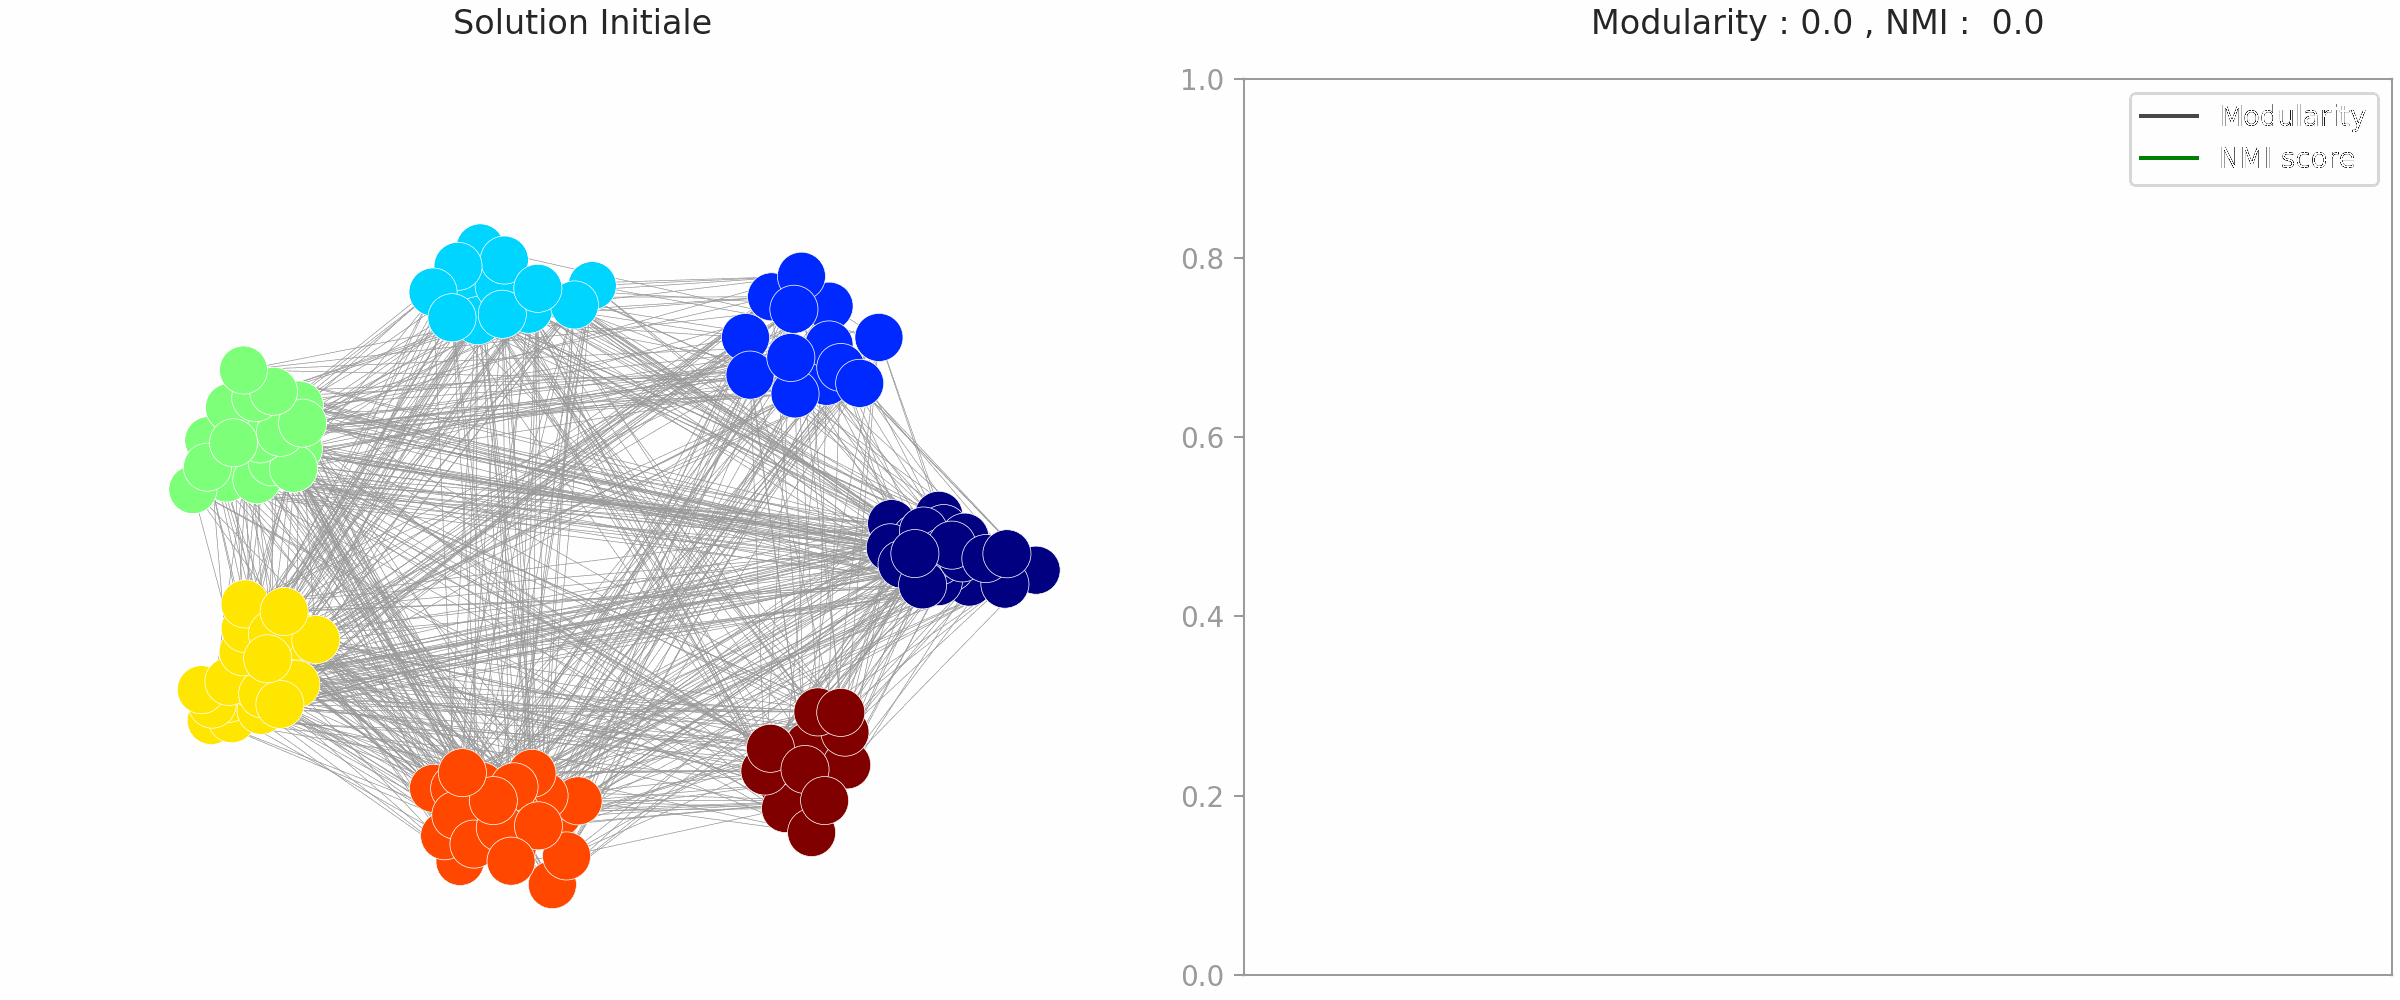 Solution Initiale
Modularity : 0.0 , NMI :  0.0
1.0
0.8
0.6
0.4
0.2
0.0
Modularity
NMI score